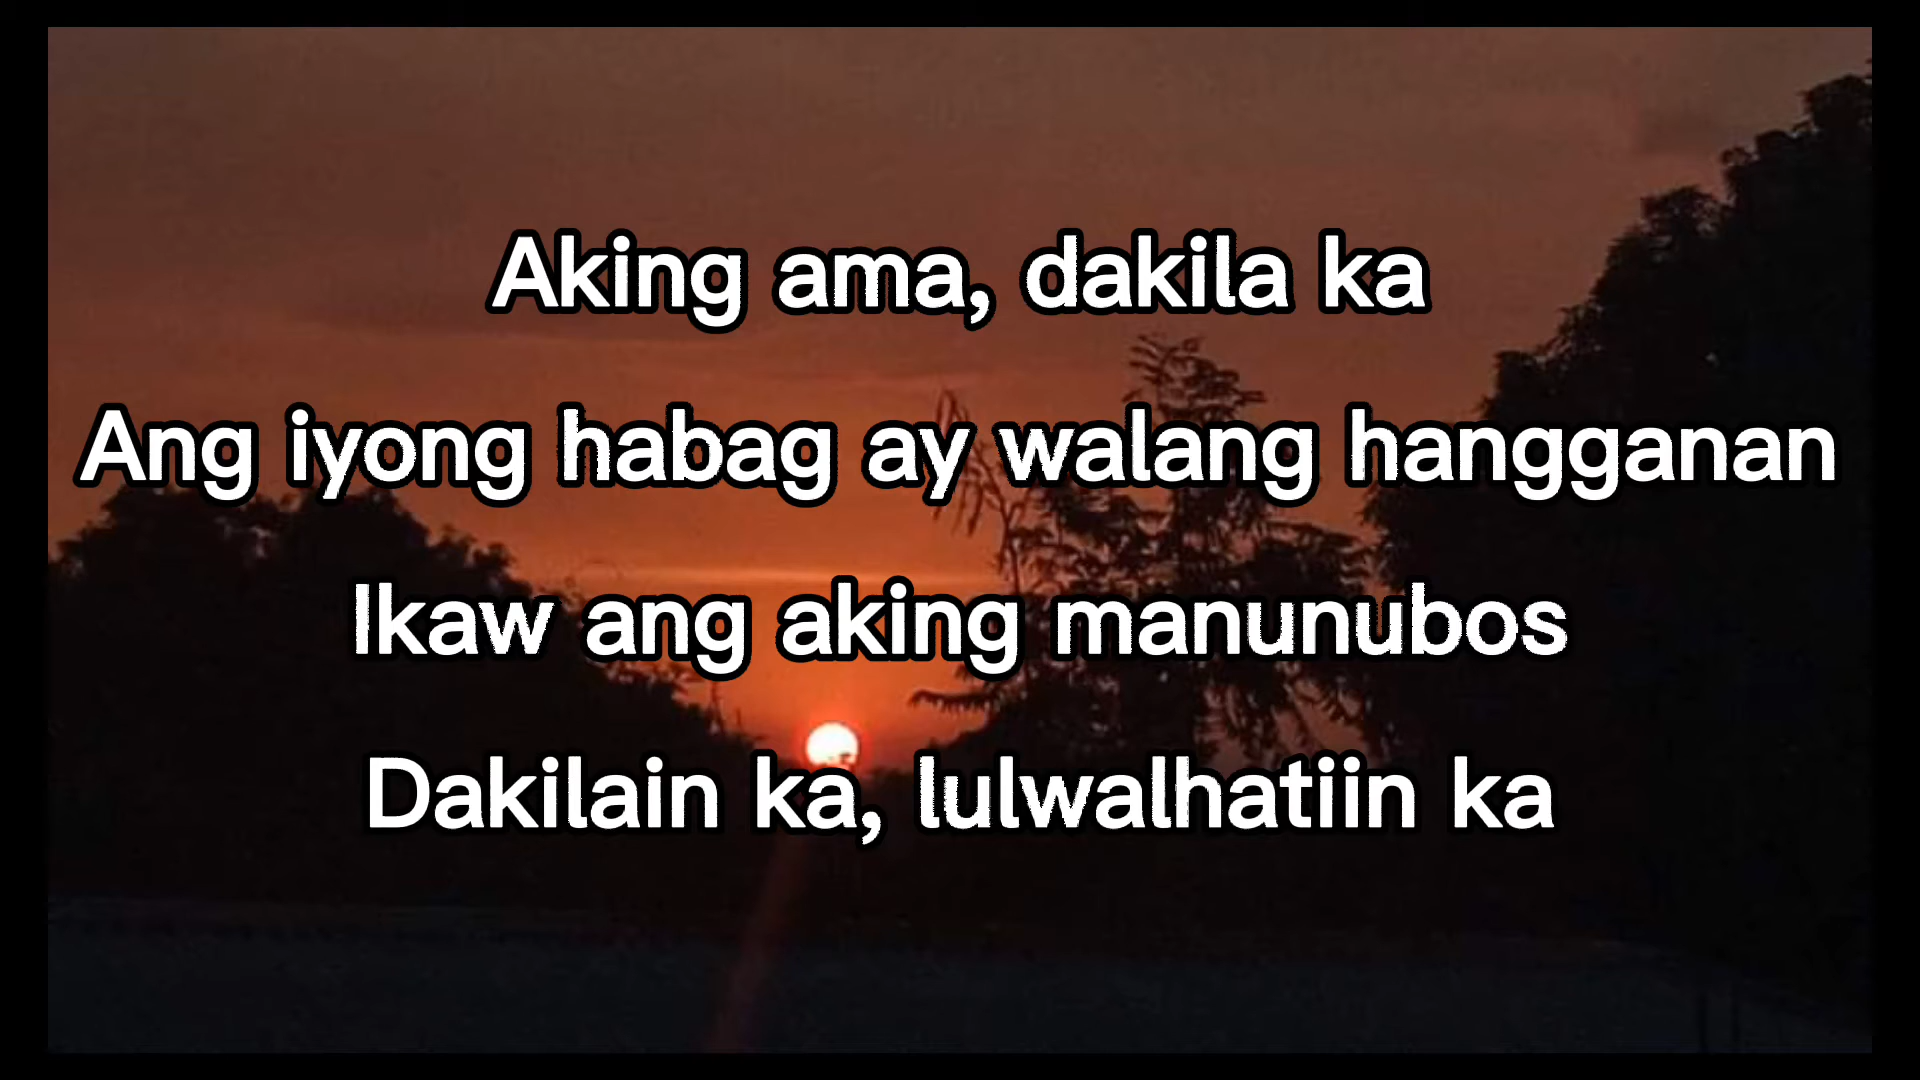 Aking ama, dakila ka
Ang iyong habag ay walang hangganan
Ikaw ang aking manunubos
Dakilain ka, lulwalhatiin ka